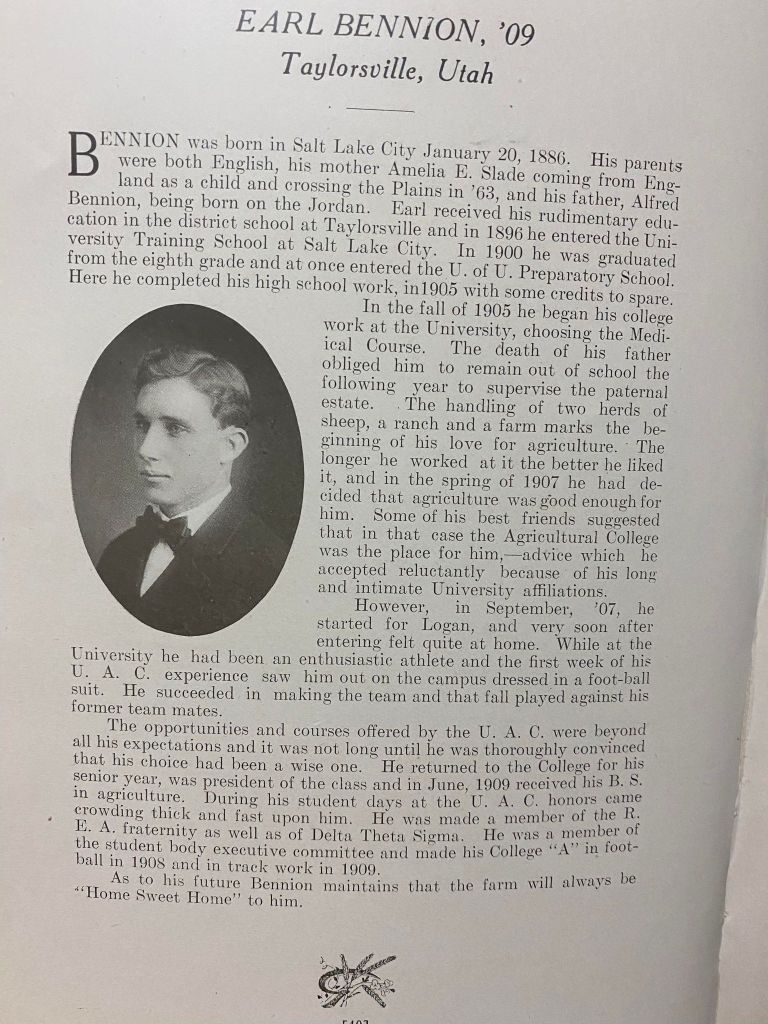 EARL BENNION, '09
Taylorsville, Utah
BENNION was born in Salt Lake City January 20, 1886. His parents
were both English, his mother Amelia E. Slade coming from Eng-
land as a child and crossing the Plains in '63, and his father, Alfred
Bennion, being born on the Jordan. Earl received his rudimentary edu-
cation in the district school at Taylorsville and in 1896 he entered the Uni-
versity Training School at Salt Lake City. In 1900 he was graduated
from the eighth grade and at once entered the U. of U. Preparatory School.
Here he completed his high school work, in1905 with some credits to spare.
In the fall of 1905 he began his college
work at the University, choosing the Medi-
ical Course. The death of his father
obliged him to remain out of school the
following year to supervise the paternal
estate. The handling of two herds of
sheep, a ranch and a farm marks the be-
ginning of his love for agriculture. The
longer he worked at it the better he liked
it, and in the spring of 1907 he had de-
cided that agriculture was good enough for
him. Some of his best friends suggested
that in that case the Agricultural College
was the place for him,—advice which he
accepted reluctantly because of his long
and intimate University affiliations.
However, in September, '07, he
started for Logan, and very soon after
entering felt quite at home. While at the
University he had been an enthusiastic athlete and the first week of his
U. A. C. experience saw him out on the campus dressed in a foot-ball
suit. He succeeded in making the team and that fall played against his
former team mates.
The opportunities and courses offered by the U. A. C. were beyond
all his expectations and it was not long until he was thoroughly convinced
that his choice had been a wise one. He returned to the College for his
senior year, was president of the class and in June, 1909 received his B. S.
in agriculture. During his student days at the U. A. C. honors came
crowding thick and fast upon him. He was made a member of the R.
E. A. fraternity as well as of Delta Theta Sigma. He was a member of
the student body executive committee and made his College "A" in foot-
ball in 1908 and in track work in 1909.
As to his future Bennion maintains that the farm will always be
"Home Sweet Home" to him.